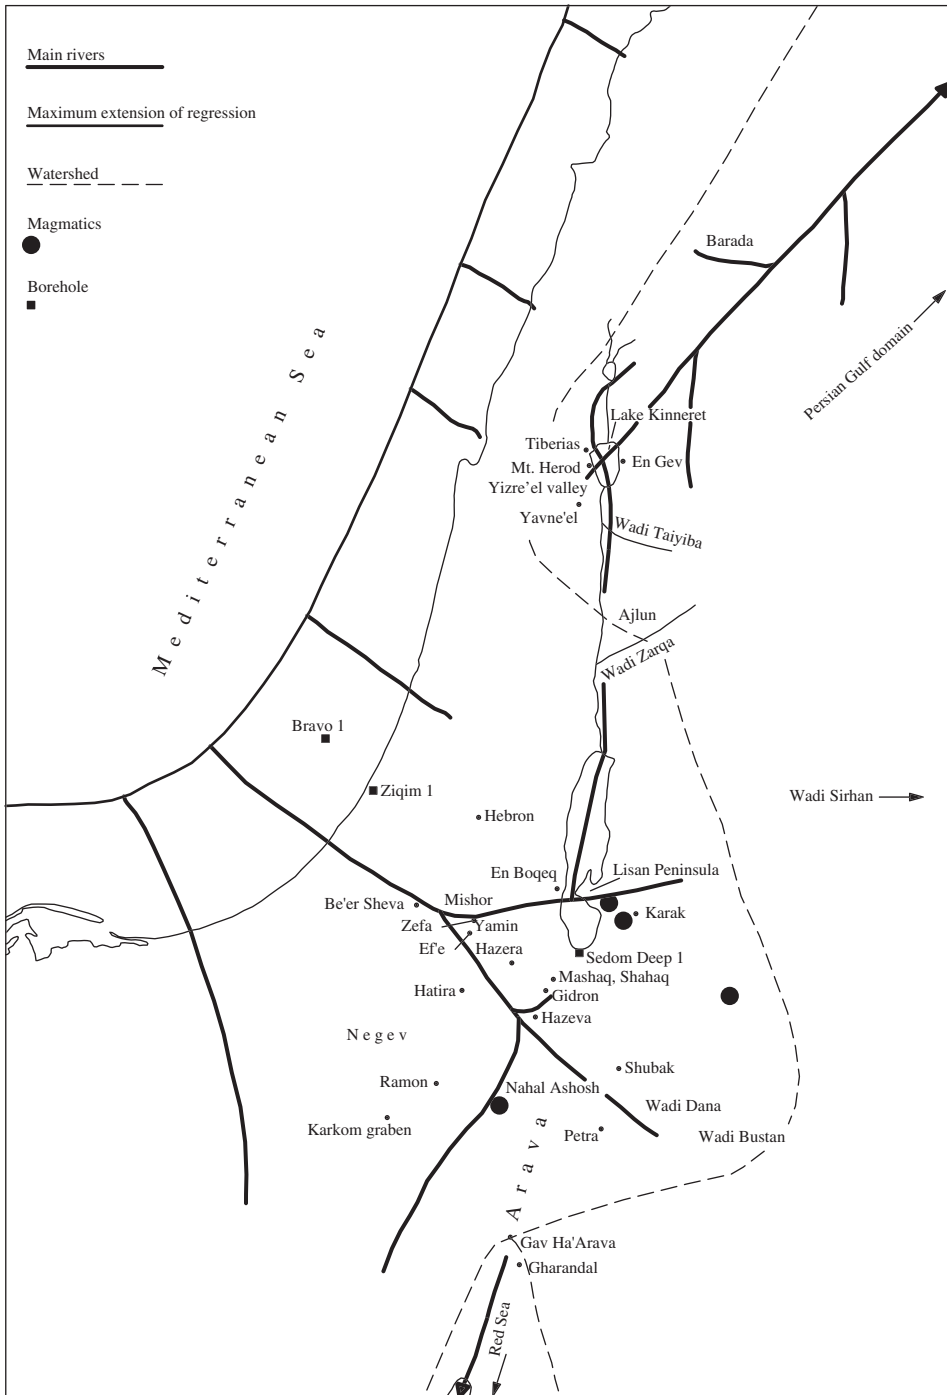 Main rivers
Maximum extension of regression
Watershed
Magmatics
Borehole
Mediterranean Sea
Barada
Persian Gulf domain
Lake Kinneret
Tiberias
Mt. Herod
En Gev
Yizre'el valley
Yavne'el
Wadi Taiyiba
Ajlun
Wadi Zarqa
Bravo 1
Ziqim 1
Wadi Sirhan
Hebron
En Boqeq
Lisan Peninsula
Be'er Sheva
Mishor
Yamin
Karak
Zefa
Ef'e
Hazera
Sedom Deep 1
Mashaq, Shahaq
Hatira
Gidron
Hazeva
Negev
Shubak
Ramon
Nahal Ashosh
Wadi Dana
Karkom graben
Petra
Wadi Bustan
Arava
Gav Ha'Arava
Gharandal
Red Sea